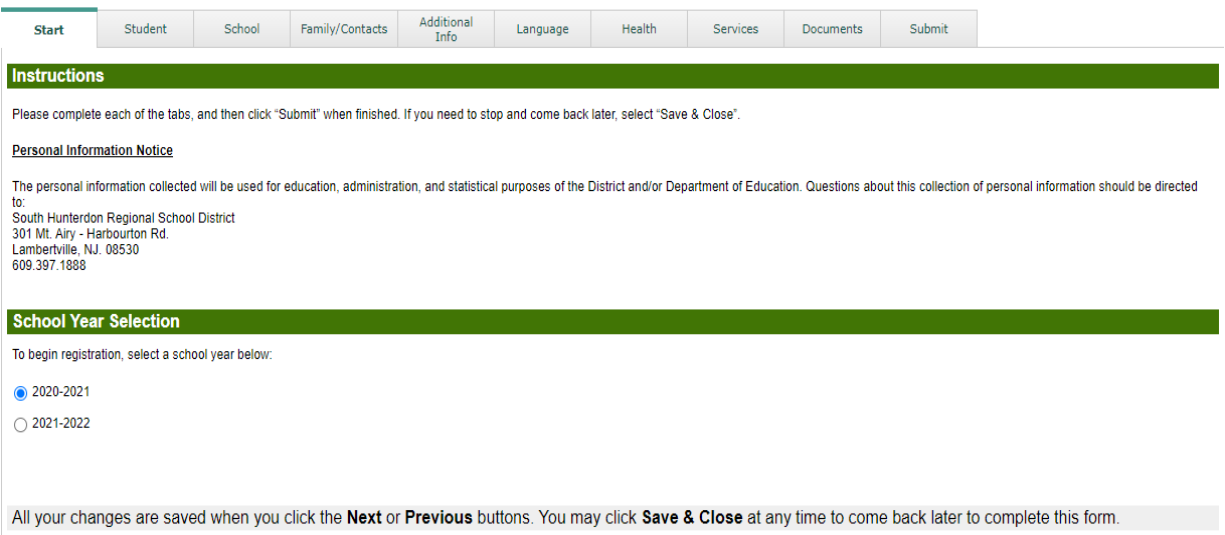 Start Student School Family/Contacts Additional Info Language Health Services Documents Submit
Instructions
Please complete each of the tabs, and then click “Submit” when finished. If you need to stop and come back later, select “Save & Close”.
Personal Information Notice
The personal information collected will be used for education, administration, and statistical purposes of the District and/or Department of Education. Questions about this collection of personal information should be directed
to:
South Hunterdon Regional School District
301 Mt. Airy - Harbourton Rd.
Lambertville, NJ. 08530
609.397.1888
School Year Selection
To begin registration, select a school year below:
2020-2021
2021-2022
All your changes are saved when you click the Next or Previous buttons. You may click Save & Close at any time to come back later to complete this form.